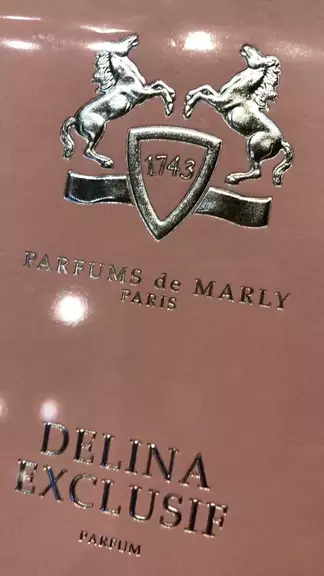 1743
PARFUMS de MARLY
PARIS
DELINA
EXCLUSIF
PARFUM